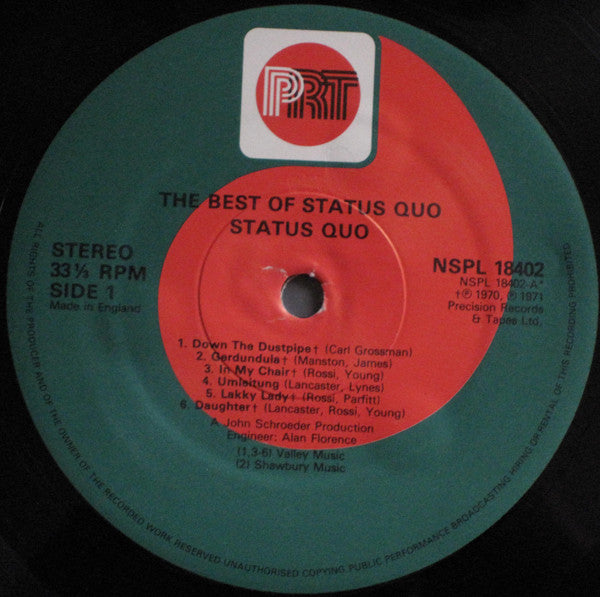 PRT
THE BEST OF STATUS QUO
STATUS QUO
STEREO
33⅓ RPM
SIDE 1
Made in England
NSPL 18402
NSPL 18402-A*
†℗ 1970, ℗ 1971
Precision Records
& Tapes Ltd.
1. Down The Dustpipe† (Carl Grossman)
2. Gerdundula† (Manston, James)
3. In My Chair† (Rossi, Young)
4. Umleitung (Lancaster, Lynes)
5. Lakky Lady† (Rossi, Parfitt)
6. Daughter† (Lancaster, Rossi, Young)
A John Schroeder Production
Engineer: Alan Florence
(1,3-6) Valley Music
(2) Shawbury Music
ALL RIGHTS OF THE PRODUCER AND OF THE OWNER OF THE RECORDED WORK RESERVED UNAUTHORISED COPYING PUBLIC PERFORMANCE BROADCASTING HIRING OR RENTAL OF THIS RECORDING PROHIBITED